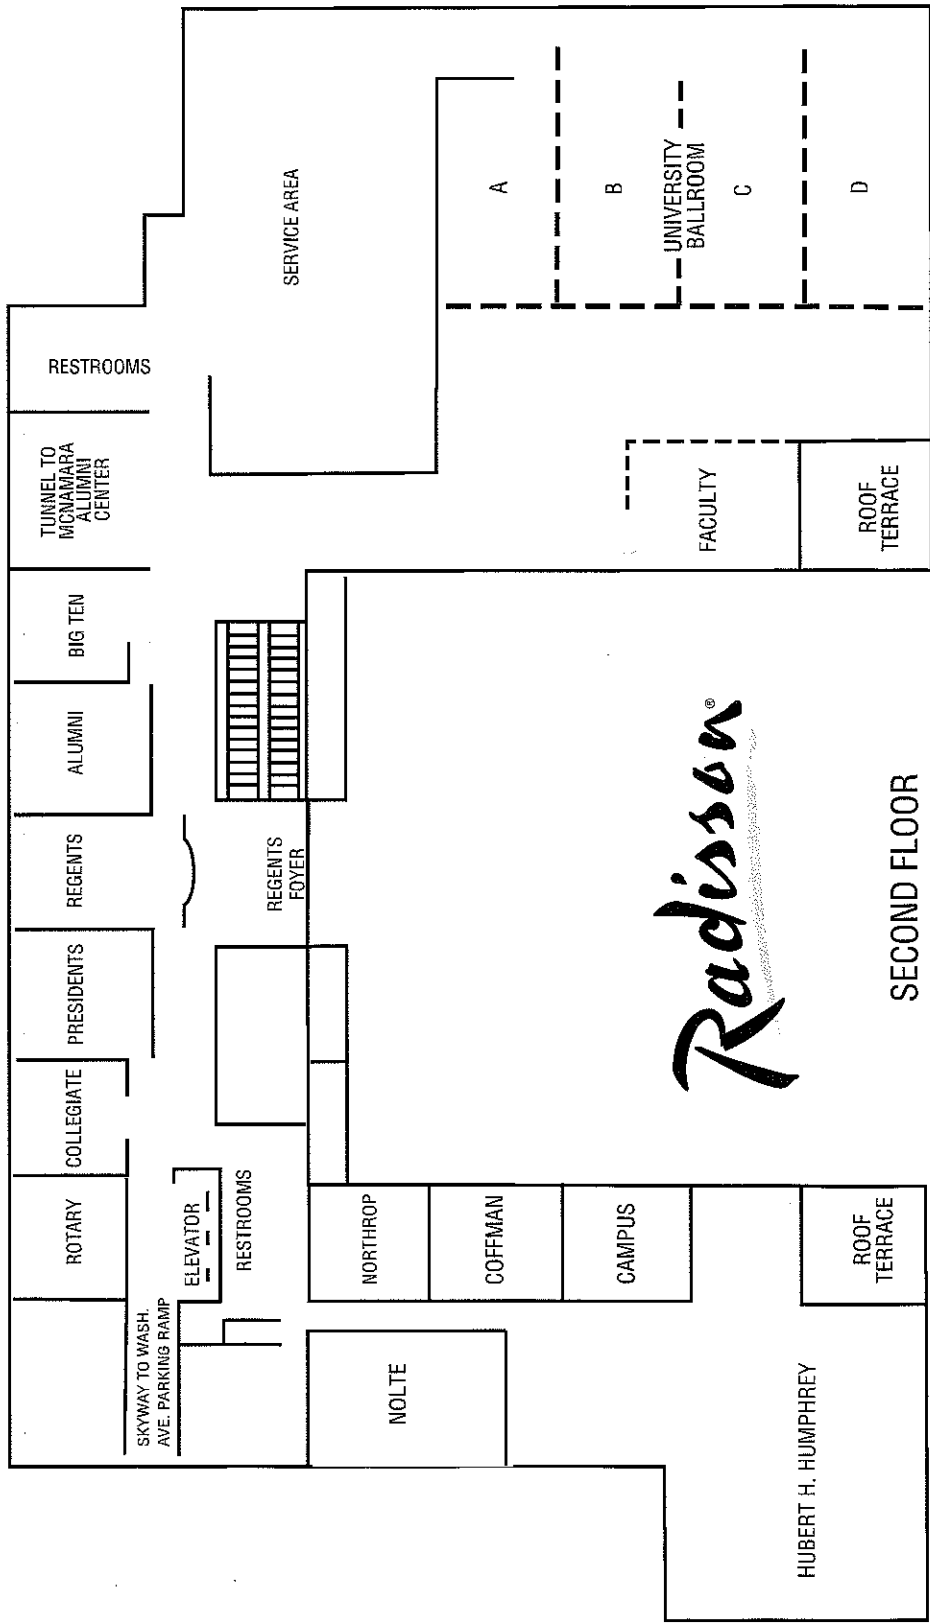 SKYWAY TO WASH.
AVE. PARKING RAMP
ROTARY
COLLEGIATE
PRESIDENTS
REGENTS
ALUMNI
BIG TEN
TUNNEL TO
MCNAMARA
ALUMNI
CENTER
RESTROOMS
ELEVATOR
RESTROOMS
REGENTS
FOYER
SERVICE AREA
NOLTE
NORTHROP
COFFMAN
CAMPUS
HUBERT H. HUMPHREY
ROOF
TERRACE
FACULTY
ROOF
TERRACE
A
B
UNIVERSITY
BALLROOM
C
D
Radisson®
SECOND FLOOR